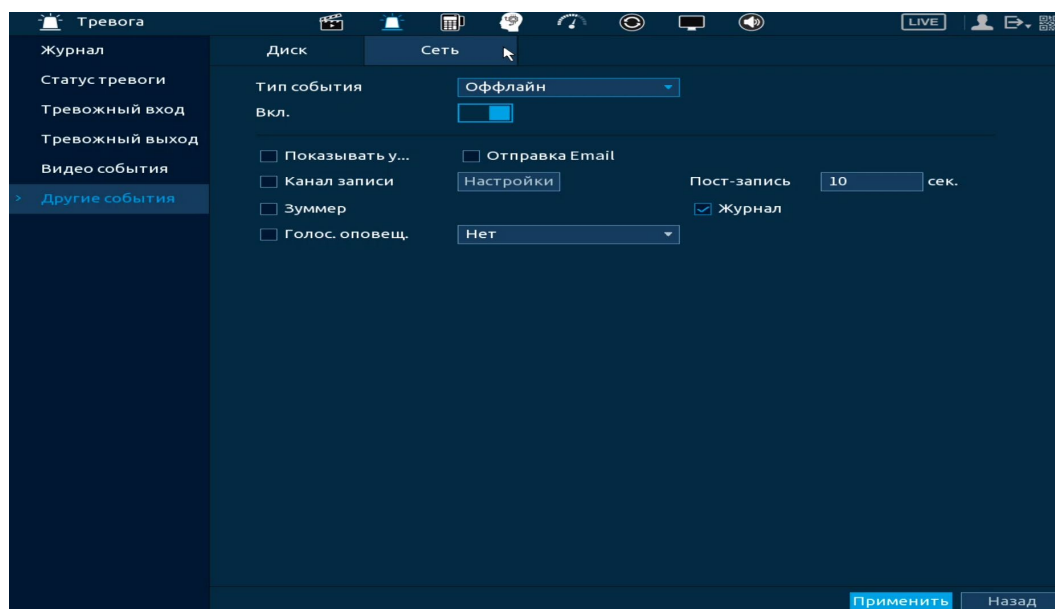 Тревога LIVE
Журнал
Статус тревоги
Тревожный вход
Тревожный выход
Видео события
Другие события
Диск Сеть
Тип события Оффлайн
Вкл.
Показывать у... Отправка Email
Канал записи Настройки Пост-запись 10 сек.
Зуммер Журнал
Голос. оповещ. Нет
Применить Назад